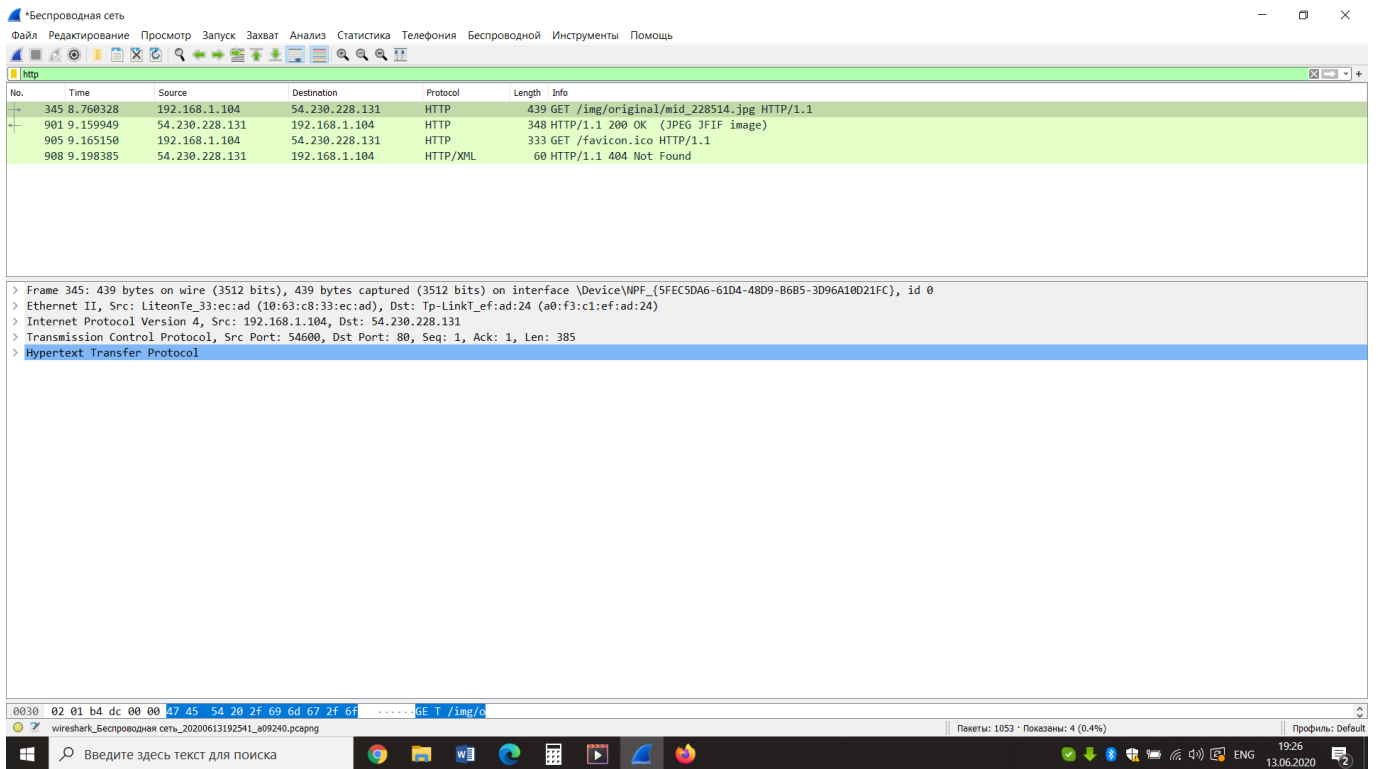 *Беспроводная сеть
Файл Редактирование Просмотр Запуск Захват Анализ Статистика Телефония Беспроводной Инструменты Помощь
http
No. Time Source Destination Protocol Length Info
345 8.760328 192.168.1.104 54.230.228.131 HTTP 439 GET /img/original/mid_228514.jpg HTTP/1.1
901 9.159949 54.230.228.131 192.168.1.104 HTTP 348 HTTP/1.1 200 OK (JPEG JFIF image)
905 9.165150 192.168.1.104 54.230.228.131 HTTP 333 GET /favicon.ico HTTP/1.1
908 9.198385 54.230.228.131 192.168.1.104 HTTP/XML 60 HTTP/1.1 404 Not Found
> Frame 345: 439 bytes on wire (3512 bits), 439 bytes captured (3512 bits) on interface \Device\NPF_{5FEC5DA6-61D4-48D9-B6B5-3D96A10D21FC}, id 0
> Ethernet II, Src: LiteonTe_33:ec:ad (10:63:c8:33:ec:ad), Dst: Tp-LinkT_ef:ad:24 (a0:f3:c1:ef:ad:24)
> Internet Protocol Version 4, Src: 192.168.1.104, Dst: 54.230.228.131
> Transmission Control Protocol, Src Port: 54600, Dst Port: 80, Seq: 1, Ack: 1, Len: 385
> Hypertext Transfer Protocol
0030 02 01 b4 dc 00 00 47 45 54 20 2f 69 6d 67 2f 6f ······GE T /img/o
wireshark_Беспроводная сеть_20200613192541_a09240.pcapng Пакеты: 1053 · Показаны: 4 (0.4%) Профиль: Default
Введите здесь текст для поиска ENG 19:26
13.06.2020 2